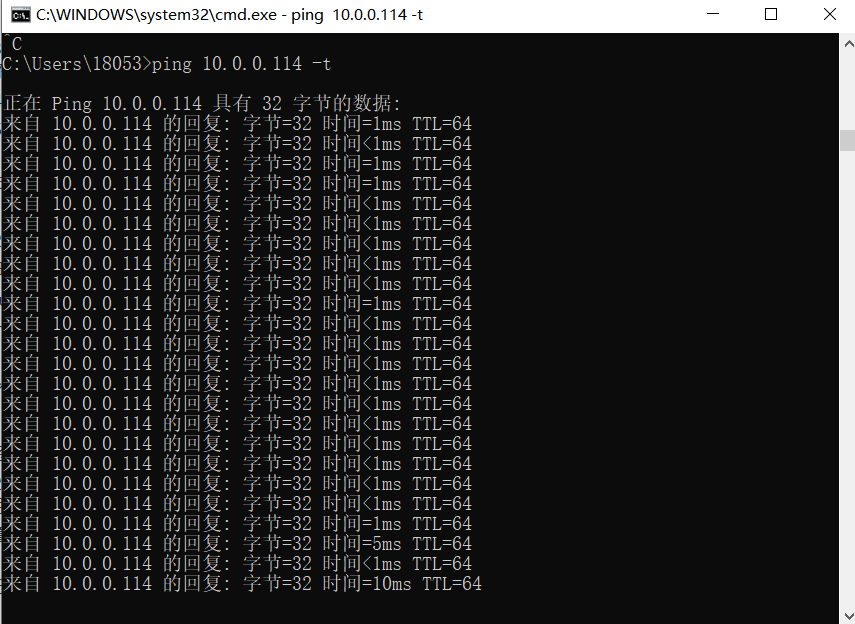 C:\WINDOWS\system32\cmd.exe - ping  10.0.0.114 -t
^C
C:\Users\18053>ping 10.0.0.114 -t
正在 Ping 10.0.0.114 具有 32 字节的数据:
来自 10.0.0.114 的回复: 字节=32 时间=1ms TTL=64
来自 10.0.0.114 的回复: 字节=32 时间<1ms TTL=64
来自 10.0.0.114 的回复: 字节=32 时间=1ms TTL=64
来自 10.0.0.114 的回复: 字节=32 时间=1ms TTL=64
来自 10.0.0.114 的回复: 字节=32 时间<1ms TTL=64
来自 10.0.0.114 的回复: 字节=32 时间<1ms TTL=64
来自 10.0.0.114 的回复: 字节=32 时间<1ms TTL=64
来自 10.0.0.114 的回复: 字节=32 时间<1ms TTL=64
来自 10.0.0.114 的回复: 字节=32 时间<1ms TTL=64
来自 10.0.0.114 的回复: 字节=32 时间=1ms TTL=64
来自 10.0.0.114 的回复: 字节=32 时间<1ms TTL=64
来自 10.0.0.114 的回复: 字节=32 时间<1ms TTL=64
来自 10.0.0.114 的回复: 字节=32 时间<1ms TTL=64
来自 10.0.0.114 的回复: 字节=32 时间<1ms TTL=64
来自 10.0.0.114 的回复: 字节=32 时间<1ms TTL=64
来自 10.0.0.114 的回复: 字节=32 时间<1ms TTL=64
来自 10.0.0.114 的回复: 字节=32 时间<1ms TTL=64
来自 10.0.0.114 的回复: 字节=32 时间<1ms TTL=64
来自 10.0.0.114 的回复: 字节=32 时间<1ms TTL=64
来自 10.0.0.114 的回复: 字节=32 时间<1ms TTL=64
来自 10.0.0.114 的回复: 字节=32 时间=1ms TTL=64
来自 10.0.0.114 的回复: 字节=32 时间=5ms TTL=64
来自 10.0.0.114 的回复: 字节=32 时间<1ms TTL=64
来自 10.0.0.114 的回复: 字节=32 时间=10ms TTL=64